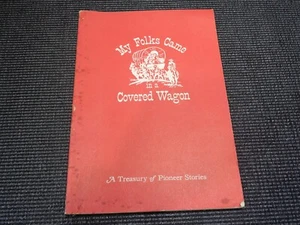 My Folks Came
in a
Covered Wagon
A Treasury of Pioneer Stories